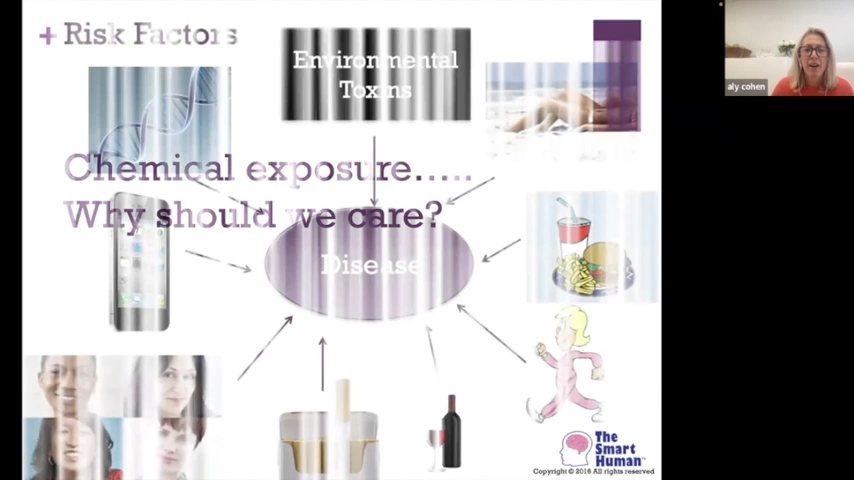 + Risk Factors
Environmental
Toxins
aly cohen
Chemical exposure.....
Why should we care?
Disease
The
Smart
Human™
Copyright © 2016 All rights reserved.